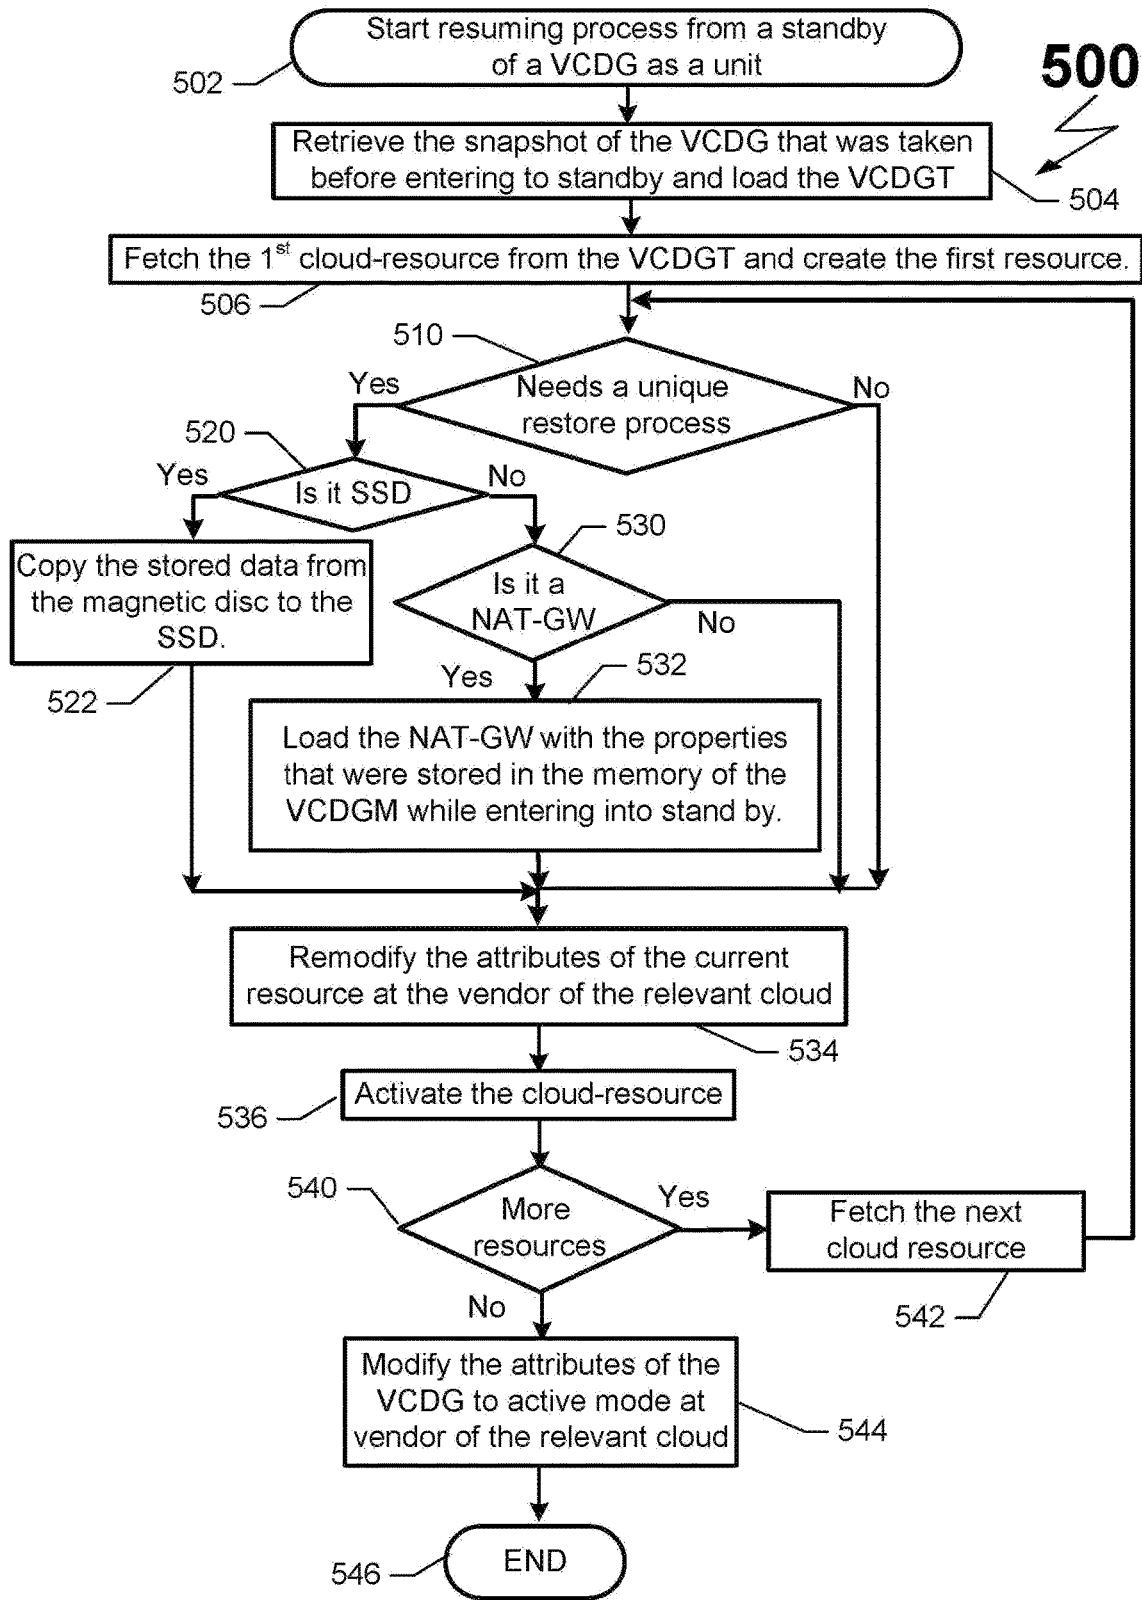 Start resuming process from a standby
of a VCDG as a unit
502
500
Retrieve the snapshot of the VCDG that was taken
before entering to standby and load the VCDGT
504
Fetch the 1st cloud-resource from the VCDGT and create the first resource.
506
510
Needs a unique
restore process
Yes
No
520
Is it SSD
Yes
No
530
Is it a
NAT-GW
No
Yes
Copy the stored data from
the magnetic disc to the
SSD.
522
532
Load the NAT-GW with the properties
that were stored in the memory of the
VCDGM while entering into stand by.
Remodify the attributes of the current
resource at the vendor of the relevant cloud
534
Activate the cloud-resource
536
540
More
resources
Yes
No
Fetch the next
cloud resource
542
Modify the attributes of the
VCDG to active mode at
vendor of the relevant cloud
544
END
546